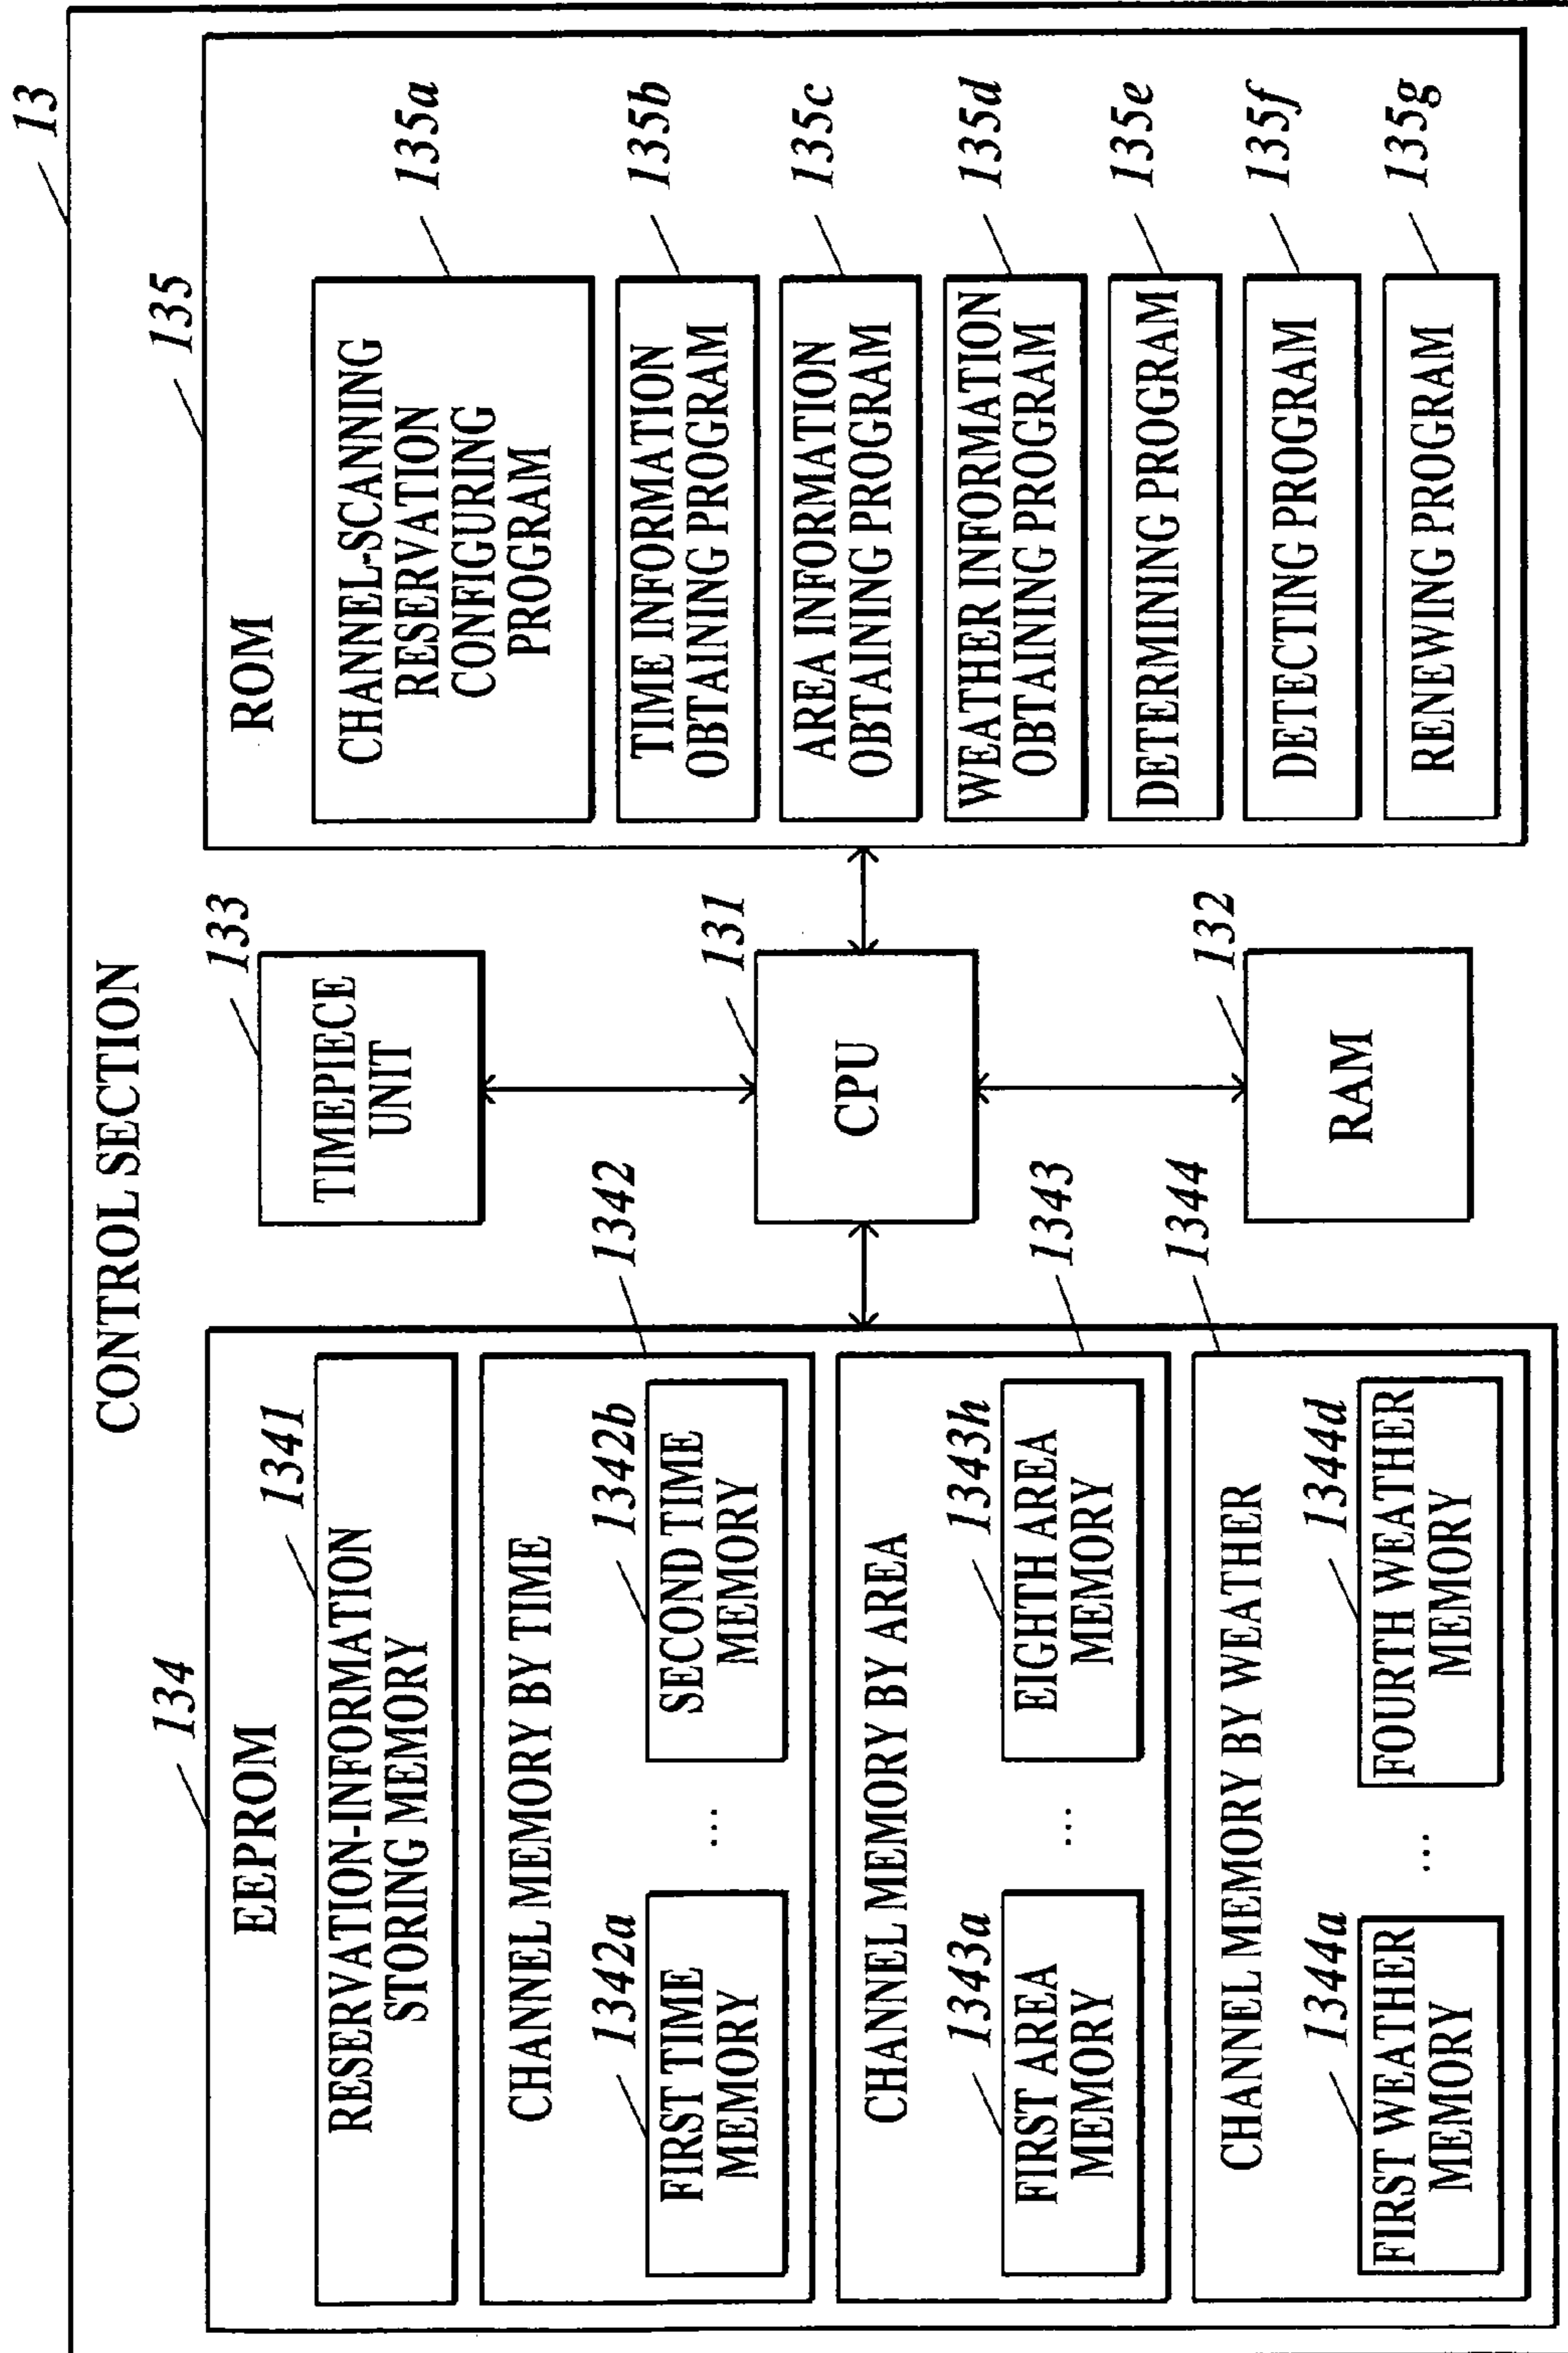 13
CONTROL SECTION
134
EEPROM
1341
RESERVATION-INFORMATION
STORING MEMORY
1342
CHANNEL MEMORY BY TIME
1342a
FIRST TIME
MEMORY
...
1342b
SECOND TIME
MEMORY
1343
CHANNEL MEMORY BY AREA
1343a
FIRST AREA
MEMORY
...
1343h
EIGHTH AREA
MEMORY
1344
CHANNEL MEMORY BY WEATHER
1344a
FIRST WEATHER
MEMORY
...
1344d
FOURTH WEATHER
MEMORY
133
TIMEPIECE
UNIT
131
CPU
132
RAM
135
ROM
CHANNEL-SCANNING
RESERVATION
CONFIGURING
PROGRAM
135a
TIME INFORMATION
OBTAINING PROGRAM
135b
AREA INFORMATION
OBTAINING PROGRAM
135c
WEATHER INFORMATION
OBTAINING PROGRAM
135d
DETERMINING PROGRAM
135e
DETECTING PROGRAM
135f
RENEWING PROGRAM
135g